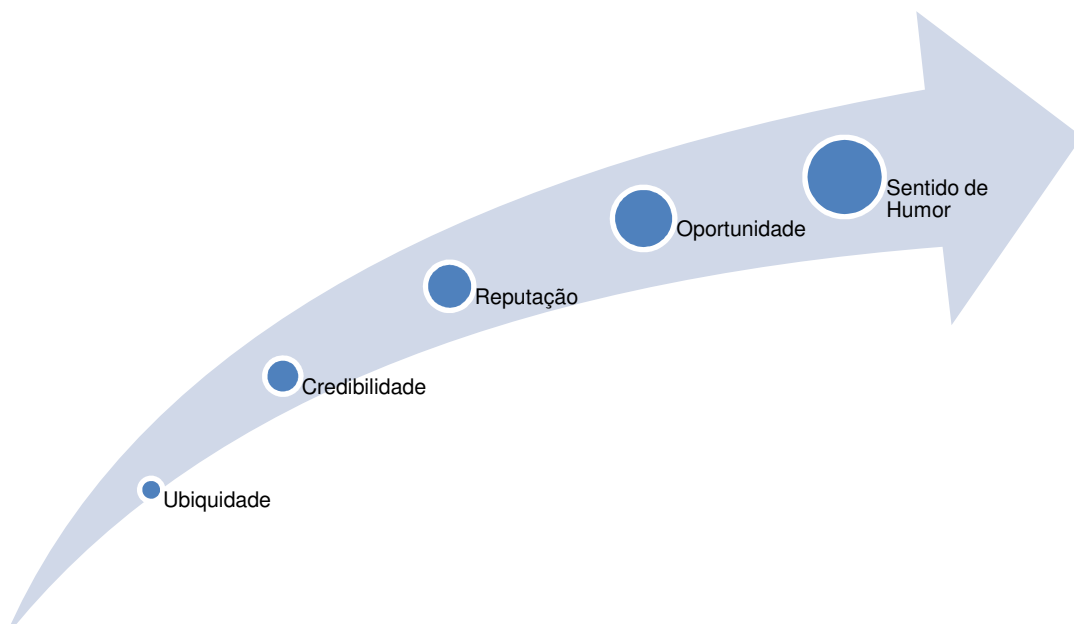 Sentido de
Humor
Oportunidade
Reputação
Credibilidade
Ubiquidade